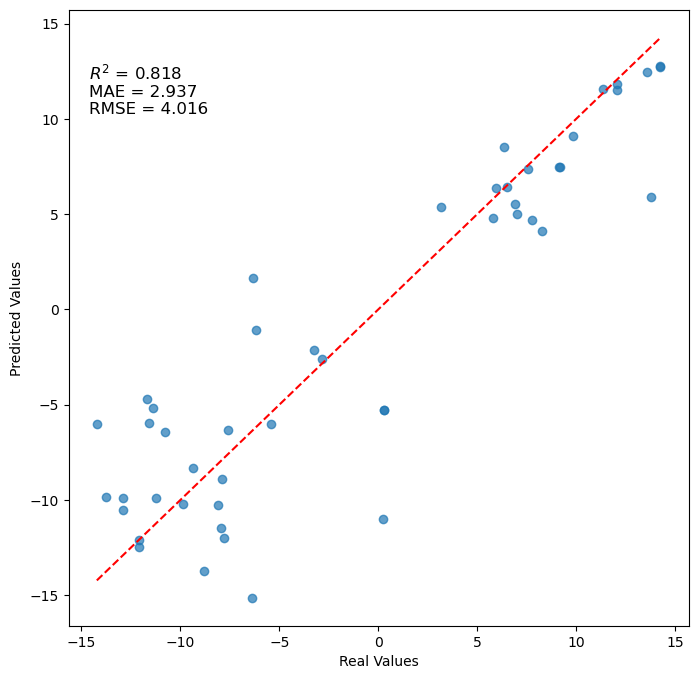 R² = 0.818
MAE = 2.937
RMSE = 4.016
15
10
5
0
−5
−10
−15
Predicted Values
−15 −10 −5 0 5 10 15
Real Values